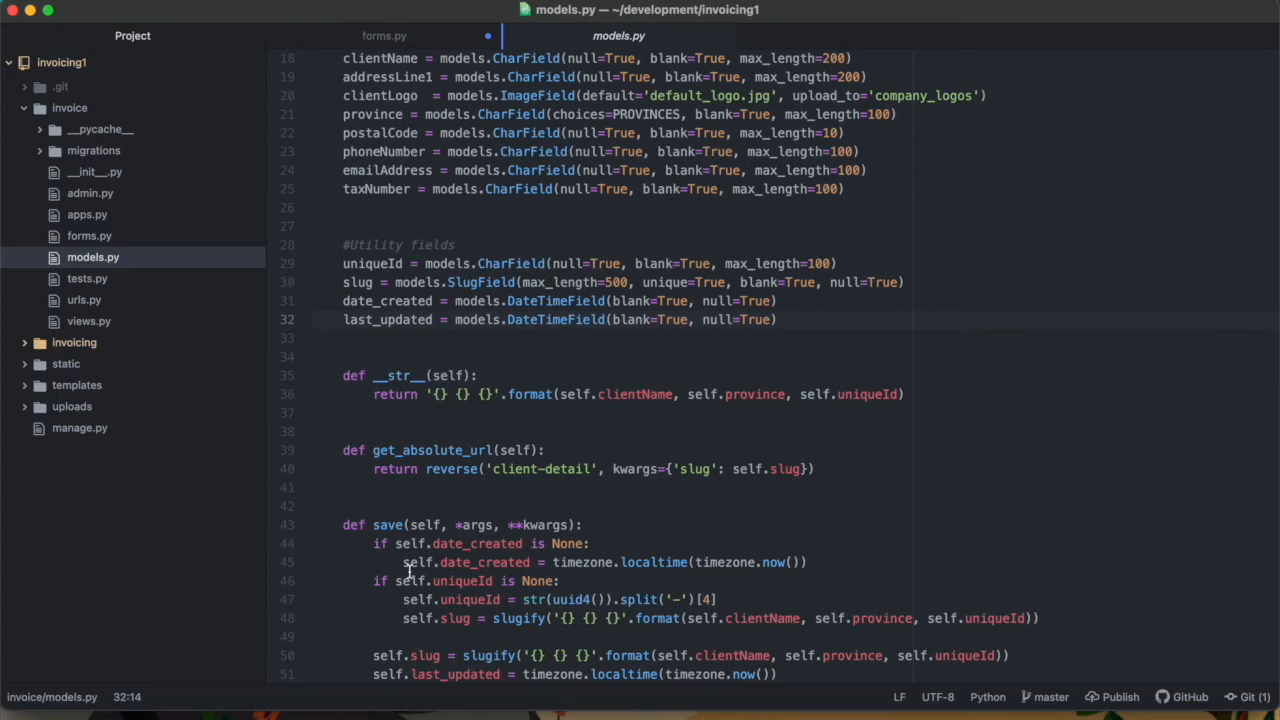 models.py — ~/development/invoicing1
Project
forms.py
models.py
invoicing1
.git
invoice
__pycache__
migrations
__init__.py
admin.py
apps.py
forms.py
models.py
tests.py
urls.py
views.py
invoicing
static
templates
uploads
manage.py
18 clientName = models.CharField(null=True, blank=True, max_length=200)
19 addressLine1 = models.CharField(null=True, blank=True, max_length=200)
20 clientLogo  = models.ImageField(default='default_logo.jpg', upload_to='company_logos')
21 province = models.CharField(choices=PROVINCES, blank=True, max_length=100)
22 postalCode = models.CharField(null=True, blank=True, max_length=10)
23 phoneNumber = models.CharField(null=True, blank=True, max_length=100)
24 emailAddress = models.CharField(null=True, blank=True, max_length=100)
25 taxNumber = models.CharField(null=True, blank=True, max_length=100)
26
27
28 #Utility fields
29 uniqueId = models.CharField(null=True, blank=True, max_length=100)
30 slug = models.SlugField(max_length=500, unique=True, blank=True, null=True)
31 date_created = models.DateTimeField(blank=True, null=True)
32 last_updated = models.DateTimeField(blank=True, null=True)
33
34
35 def __str__(self):
36 return '{} {} {}'.format(self.clientName, self.province, self.uniqueId)
37
38
39 def get_absolute_url(self):
40 return reverse('client-detail', kwargs={'slug': self.slug})
41
42
43 def save(self, *args, **kwargs):
44 if self.date_created is None:
45 self.date_created = timezone.localtime(timezone.now())
46 if self.uniqueId is None:
47 self.uniqueId = str(uuid4()).split('-')[4]
48 self.slug = slugify('{} {} {}'.format(self.clientName, self.province, self.uniqueId))
49
50 self.slug = slugify('{} {} {}'.format(self.clientName, self.province, self.uniqueId))
51 self.last_updated = timezone.localtime(timezone.now())
invoice/models.py 32:14 LF UTF-8 Python master Publish GitHub Git (1)